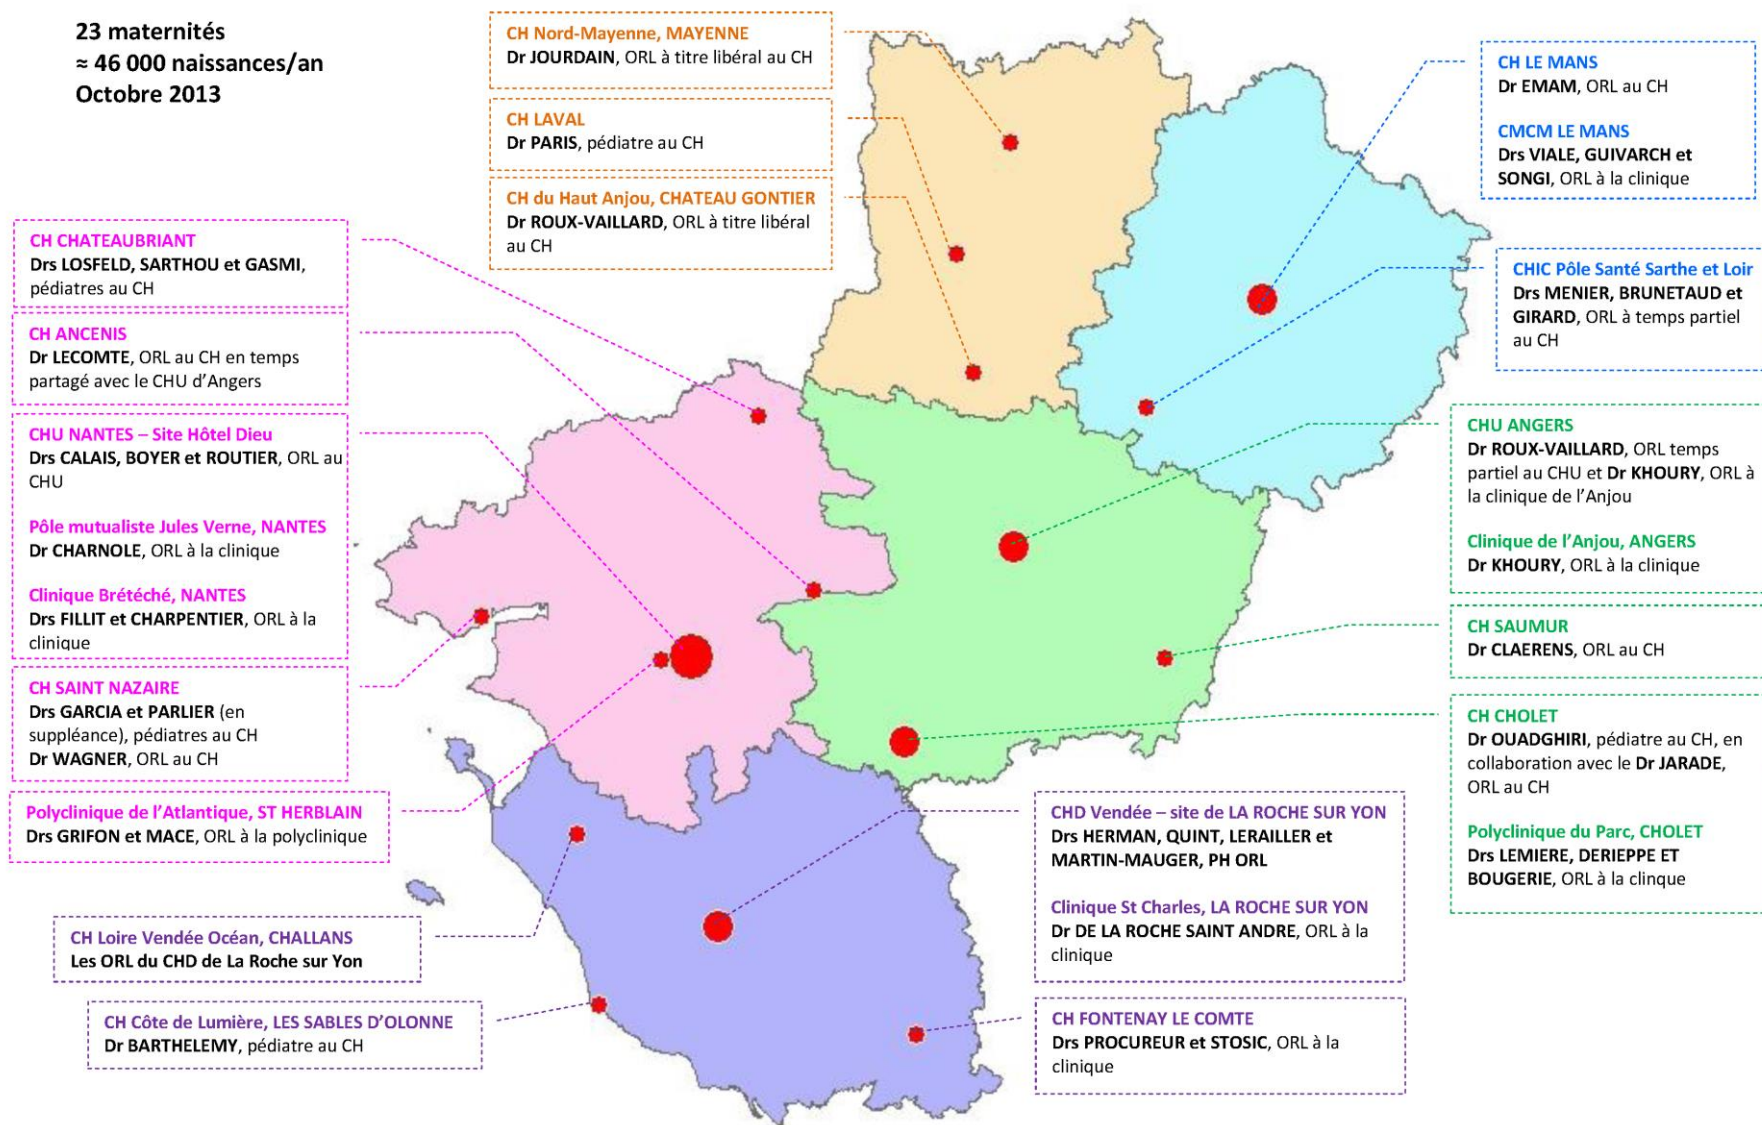 23 maternités
≈ 46 000 naissances/an
Octobre 2013
CH Nord-Mayenne, MAYENNE
Dr JOURDAIN, ORL à titre libéral au CH
CH LAVAL
Dr PARIS, pédiatre au CH
CH du Haut Anjou, CHATEAU GONTIER
Dr ROUX-VAILLARD, ORL à titre libéral
au CH
CH LE MANS
Dr EMAM, ORL au CH
CMCM LE MANS
Drs VIALE, GUIVARCH et
SONGI, ORL à la clinique
CHIC Pôle Santé Sarthe et Loir
Drs MENIER, BRUNETAUD et
GIRARD, ORL à temps partiel
au CH
CH CHATEAUBRIANT
Drs LOSFELD, SARTHOU et GASMI,
pédiatres au CH
CH ANCENIS
Dr LECOMTE, ORL au CH en temps
partagé avec le CHU d’Angers
CHU NANTES – Site Hôtel Dieu
Drs CALAIS, BOYER et ROUTIER, ORL au
CHU
Pôle mutualiste Jules Verne, NANTES
Dr CHARNOLE, ORL à la clinique
Clinique Brétéché, NANTES
Drs FILLIT et CHARPENTIER, ORL à la
clinique
CH SAINT NAZAIRE
Drs GARCIA et PARLIER (en
suppléance), pédiatres au CH
Dr WAGNER, ORL au CH
Polyclinique de l’Atlantique, ST HERBLAIN
Drs GRIFON et MACE, ORL à la polyclinique
CHU ANGERS
Dr ROUX-VAILLARD, ORL temps
partiel au CHU et Dr KHOURY, ORL à
la clinique de l’Anjou
Clinique de l’Anjou, ANGERS
Dr KHOURY, ORL à la clinique
CH SAUMUR
Dr CLAERENS, ORL au CH
CH CHOLET
Dr OUADGHIRI, pédiatre au CH, en
collaboration avec le Dr JARADE,
ORL au CH
Polyclinique du Parc, CHOLET
Drs LEMIERE, DERIEPPE ET
BOUGERIE, ORL à la clinque
CH Loire Vendée Océan, CHALLANS
Les ORL du CHD de La Roche sur Yon
CH Côte de Lumière, LES SABLES D’OLONNE
Dr BARTHELEMY, pédiatre au CH
CHD Vendée – site de LA ROCHE SUR YON
Drs HERMAN, QUINT, LERAILLER et
MARTIN-MAUGER, PH ORL
Clinique St Charles, LA ROCHE SUR YON
Dr DE LA ROCHE SAINT ANDRE, ORL à la
clinique
CH FONTENAY LE COMTE
Drs PROCUREUR et STOSIC, ORL à la
clinique